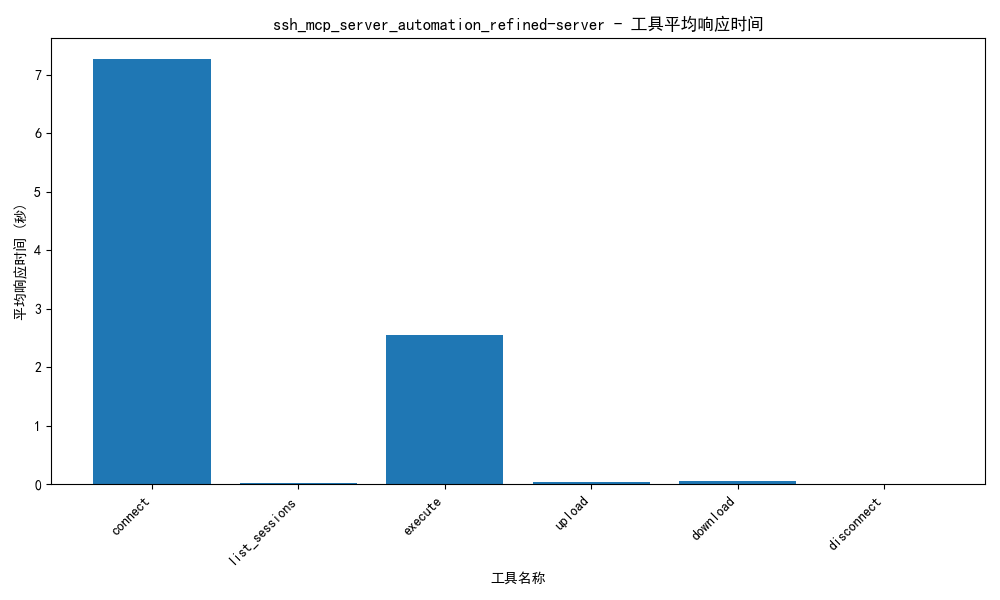 ssh_mcp_server_automation_refined-server - 工具平均响应时间
平均响应时间 (秒)
7
6
5
4
3
2
1
0
connect
list_sessions
execute
upload
download
disconnect
工具名称